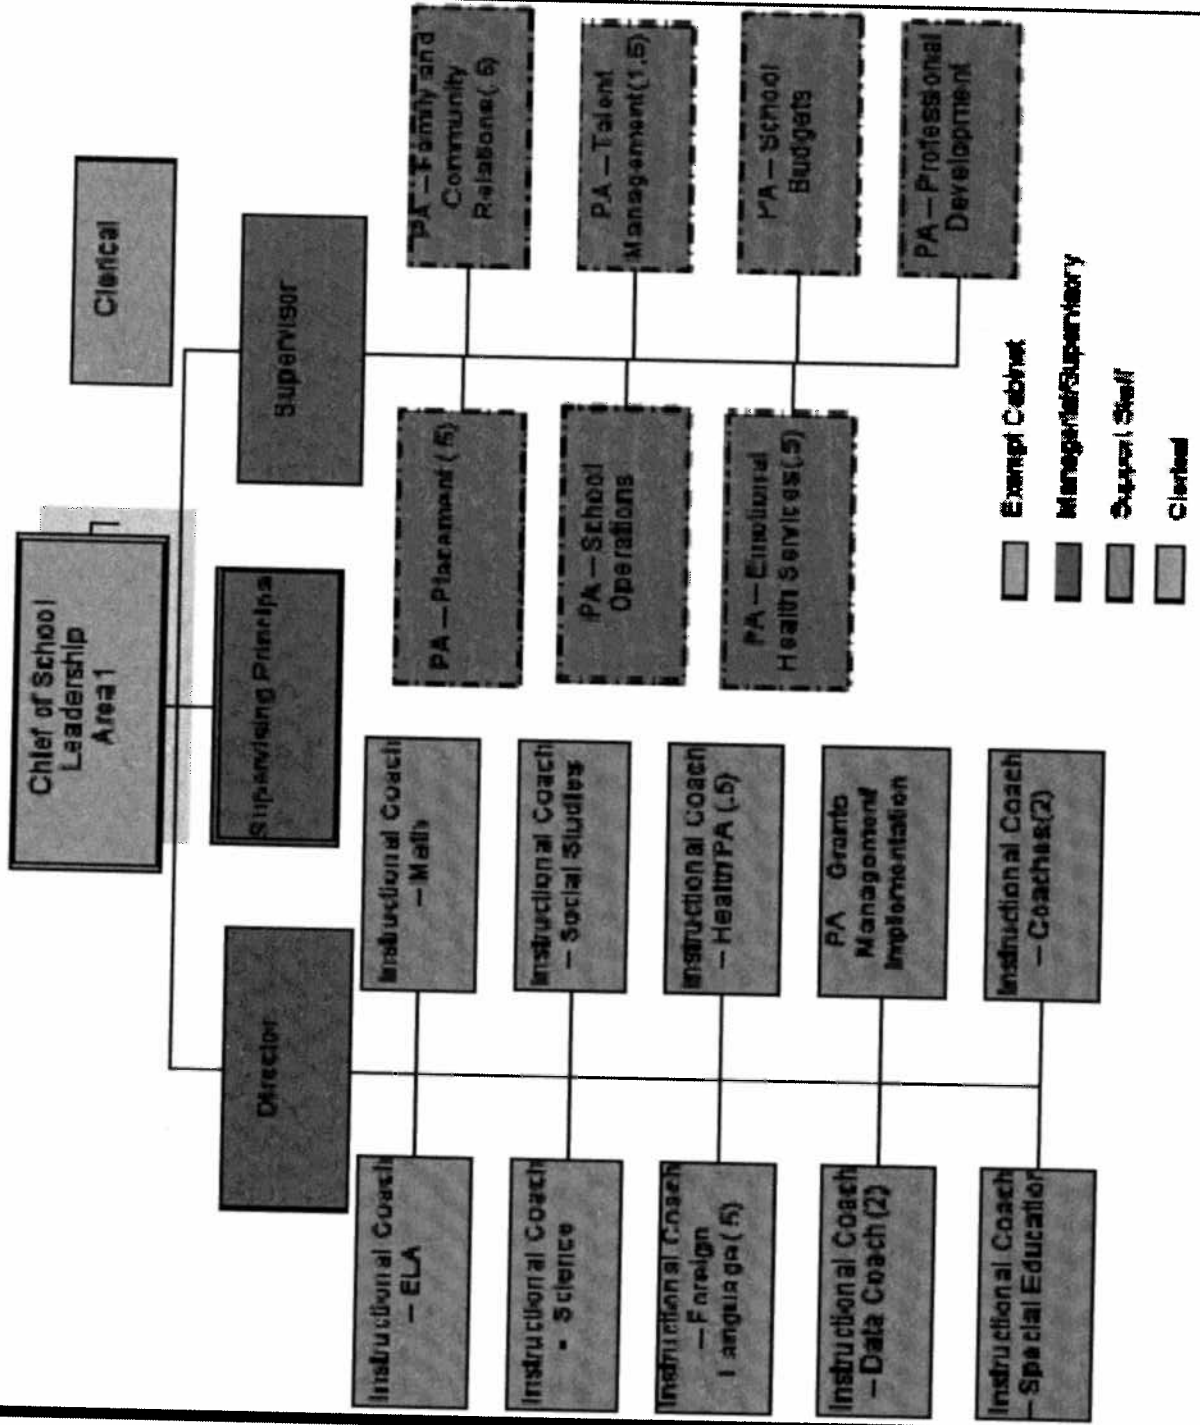 Chief of School
Leadership
Area 1
Clerical
Director
Supervising Principal
Supervisor
Instructional Coach
– ELA
Instructional Coach
– Math
Instructional Coach
- Science
Instructional Coach
– Social Studies
Instructional Coach
– Foreign
Language(.5)
Instructional Coach
– Health/PA (.5)
Instructional Coach
– Data Coach (2)
PA Grants
Management/
Implementation
Instructional Coach
– Special Education
Instructional Coach
– Coaches(2)
PA – Placement (.5)
PA – Family and
Community
Relations(.5)
PA – School
Operations
PA – Talent
Management(1.5)
PA – Emotional
Health Services(.5)
PA – School
Budgets
PA – Professional
Development
Exempt Cabinet
Managerial/Supervisory
Support Staff
Clerical